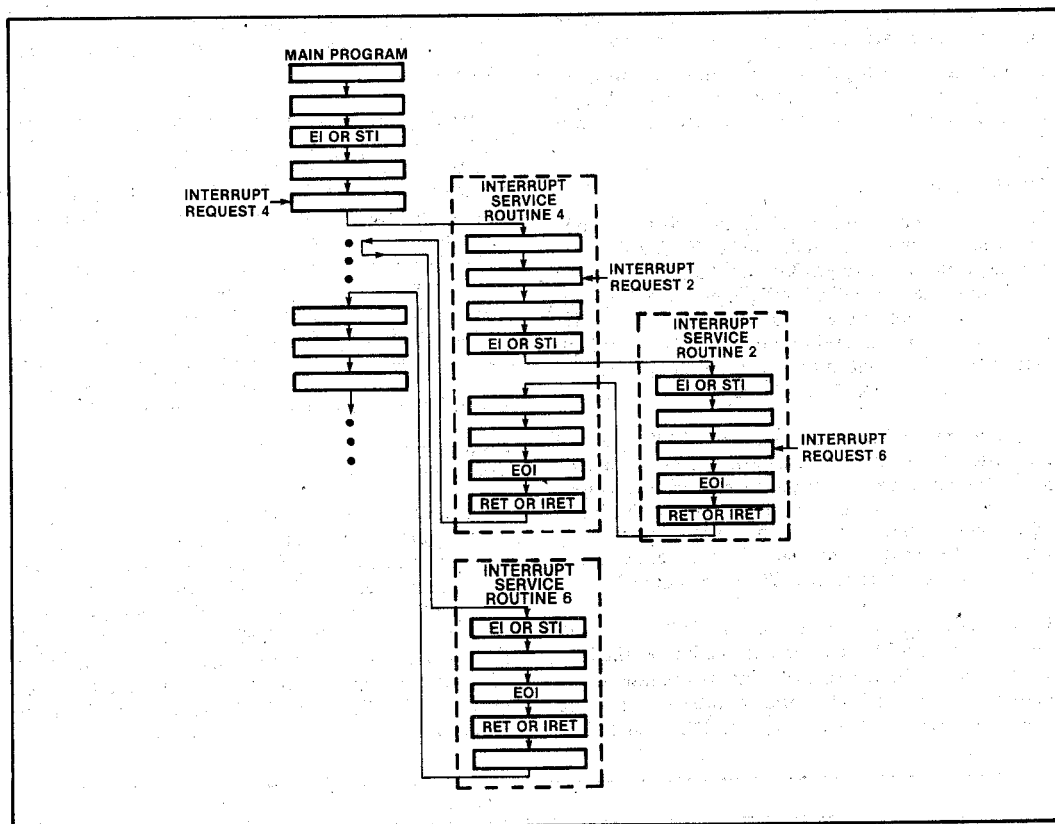 MAIN PROGRAM
EI OR STI
INTERRUPT
REQUEST 4
INTERRUPT
SERVICE
ROUTINE 4
INTERRUPT
REQUEST 2
EI OR STI
EOI
RET OR IRET
INTERRUPT
SERVICE
ROUTINE 2
EI OR STI
INTERRUPT
REQUEST 6
EOI
RET OR IRET
INTERRUPT
SERVICE
ROUTINE 6
EI OR STI
EOI
RET OR IRET